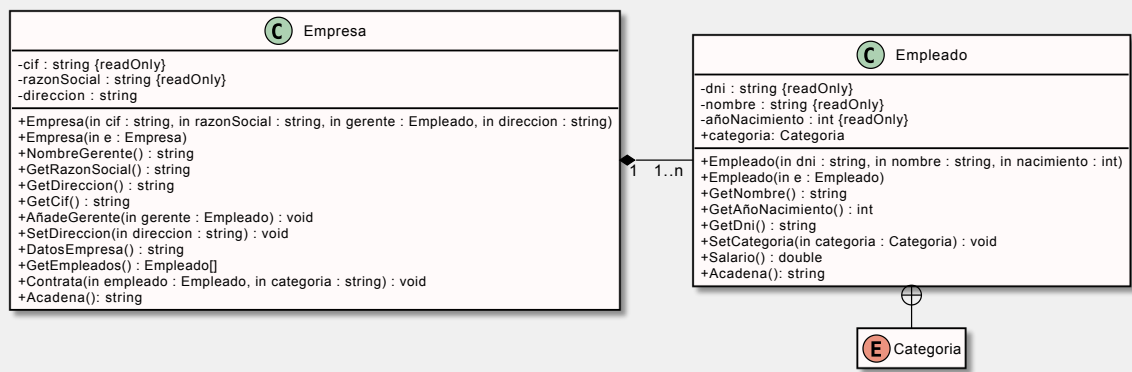 C Empresa
-cif : string {readOnly}
-razonSocial : string {readOnly}
-direccion : string
+Empresa(in cif : string, in razonSocial : string, in gerente : Empleado, in direccion : string)
+Empresa(in e : Empresa)
+NombreGerente() : string
+GetRazonSocial() : string
+GetDireccion() : string
+GetCif() : string
+AñadeGerente(in gerente : Empleado) : void
+SetDireccion(in direccion : string) : void
+DatosEmpresa() : string
+GetEmpleados() : Empleado[]
+Contrata(in empleado : Empleado, in categoria : string) : void
+Acadena(): string
1 1..n
C Empleado
-dni : string {readOnly}
-nombre : string {readOnly}
-añoNacimiento : int {readOnly}
+categoria: Categoria
+Empleado(in dni : string, in nombre : string, in nacimiento : int)
+Empleado(in e : Empleado)
+GetNombre() : string
+GetAñoNacimiento() : int
+GetDni() : string
+SetCategoria(in categoria : Categoria) : void
+Salario() : double
+Acadena(): string
E Categoria